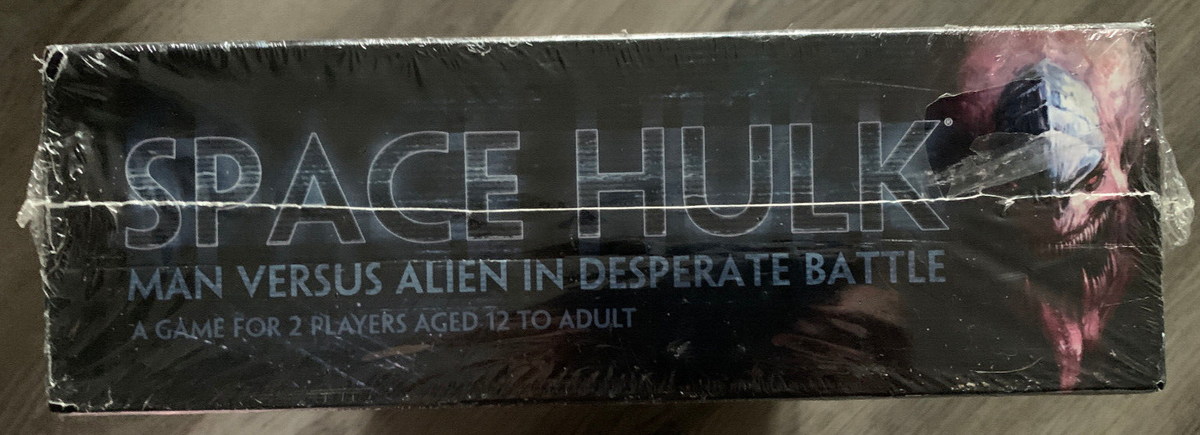 SPACE HULK®
MAN VERSUS ALIEN IN DESPERATE BATTLE
A GAME FOR 2 PLAYERS AGED 12 TO ADULT